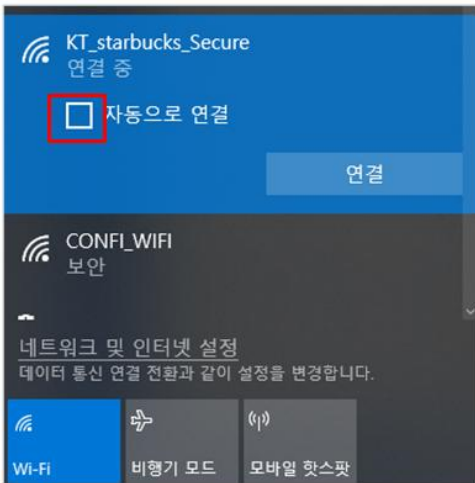 KT_starbucks_Secure
연결 중
자동으로 연결
연결
CONFI_WIFI
보안
네트워크 및 인터넷 설정
데이터 통신 연결 전환과 같이 설정을 변경합니다.
Wi-Fi
비행기 모드
모바일 핫스팟